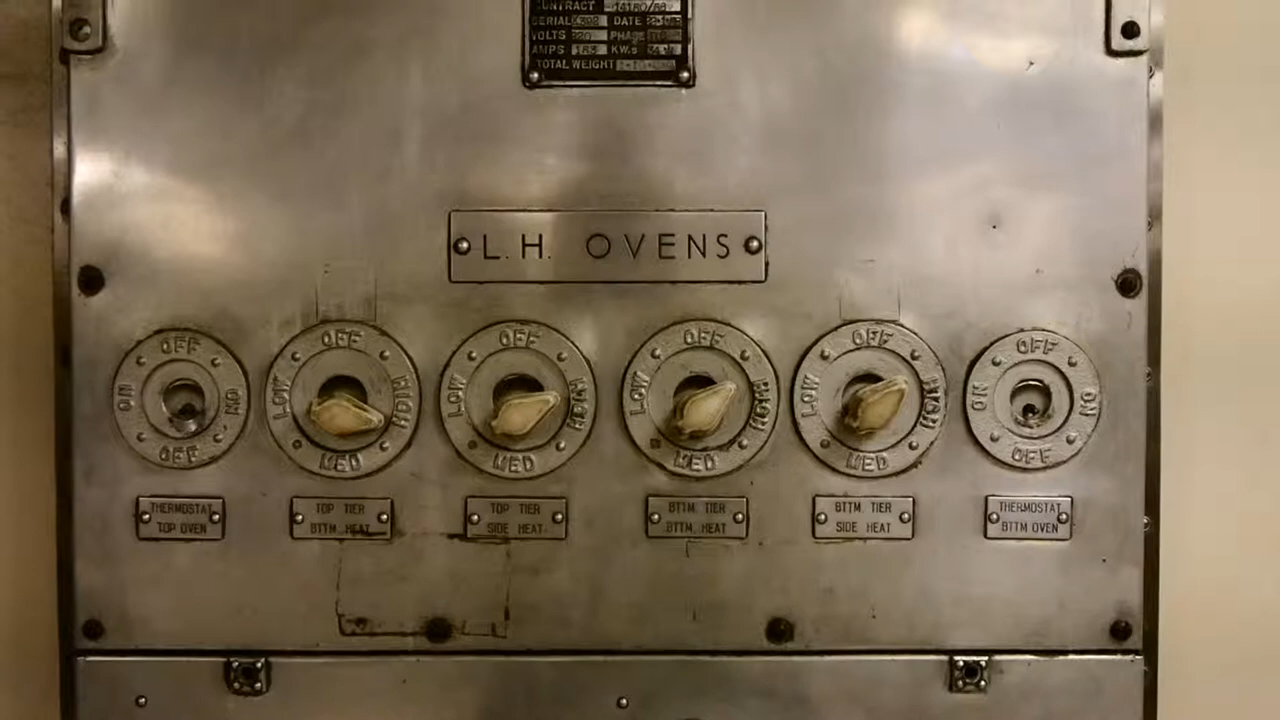 CONTRACT
SERIAL DATE
VOLTS 220 PHASE
AMPS 183 KW.s
TOTAL WEIGHT
L.H. OVENS
OFF OFF OFF OFF OFF OFF
ON ON LOW HIGH LOW HIGH LOW HIGH LOW HIGH ON ON
OFF MED MED MED MED OFF
THERMOSTAT
TOP OVEN
TOP TIER
BTTM. HEAT
TOP TIER
SIDE HEAT.
BTTM. TIER
BTTM. HEAT
BTTM. TIER
SIDE HEAT
THERMOSTAT
BTTM OVEN